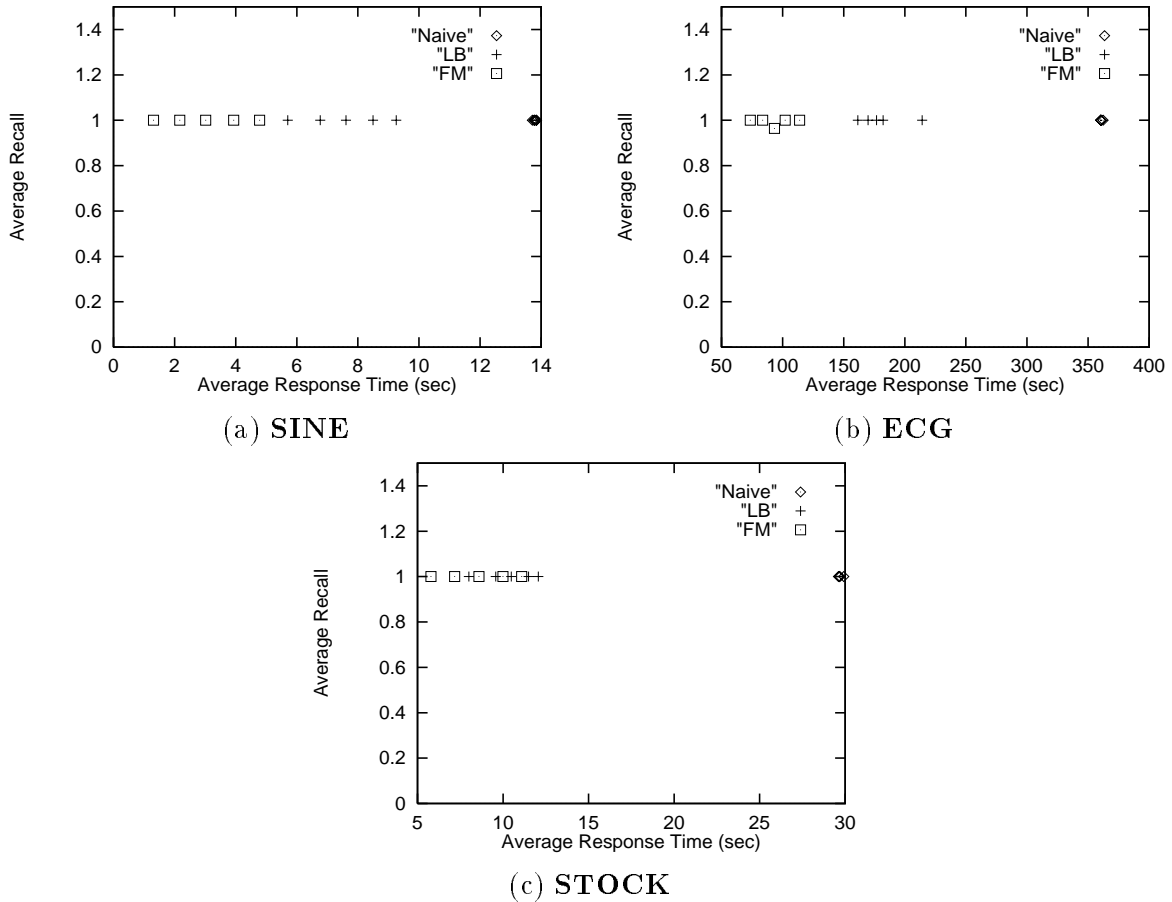 1.4
1.2
1
0.8
0.6
0.4
0.2
0
Average Recall
"Naive"
"LB"
"FM"
0 2 4 6 8 10 12 14
Average Response Time (sec)
(a) SINE
1.4
1.2
1
0.8
0.6
0.4
0.2
0
Average Recall
"Naive"
"LB"
"FM"
50 100 150 200 250 300 350 400
Average Response Time (sec)
(b) ECG
1.4
1.2
1
0.8
0.6
0.4
0.2
0
Average Recall
"Naive"
"LB"
"FM"
5 10 15 20 25 30
Average Response Time (sec)
(c) STOCK